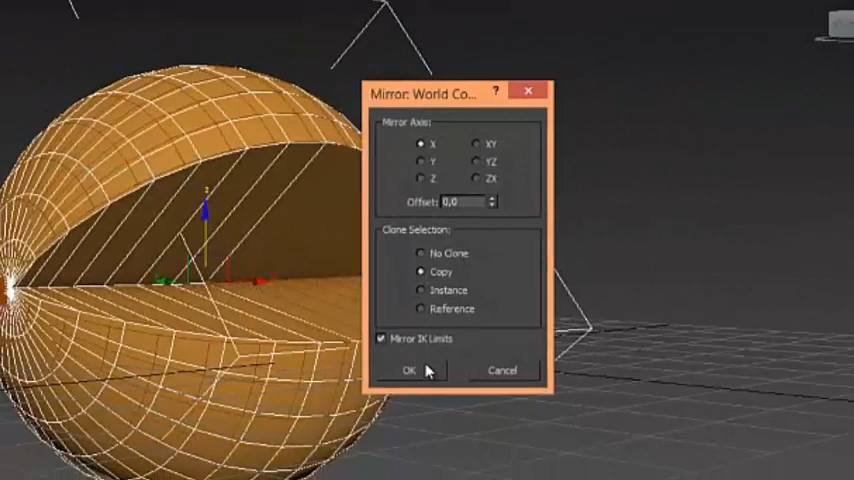 Mirror: World Co... ?
Mirror Axis:
X XY
Y YZ
Z ZX
Offset: 0,0
Clone Selection:
No Clone
Copy
Instance
Reference
Mirror IK Limits
OK Cancel
z